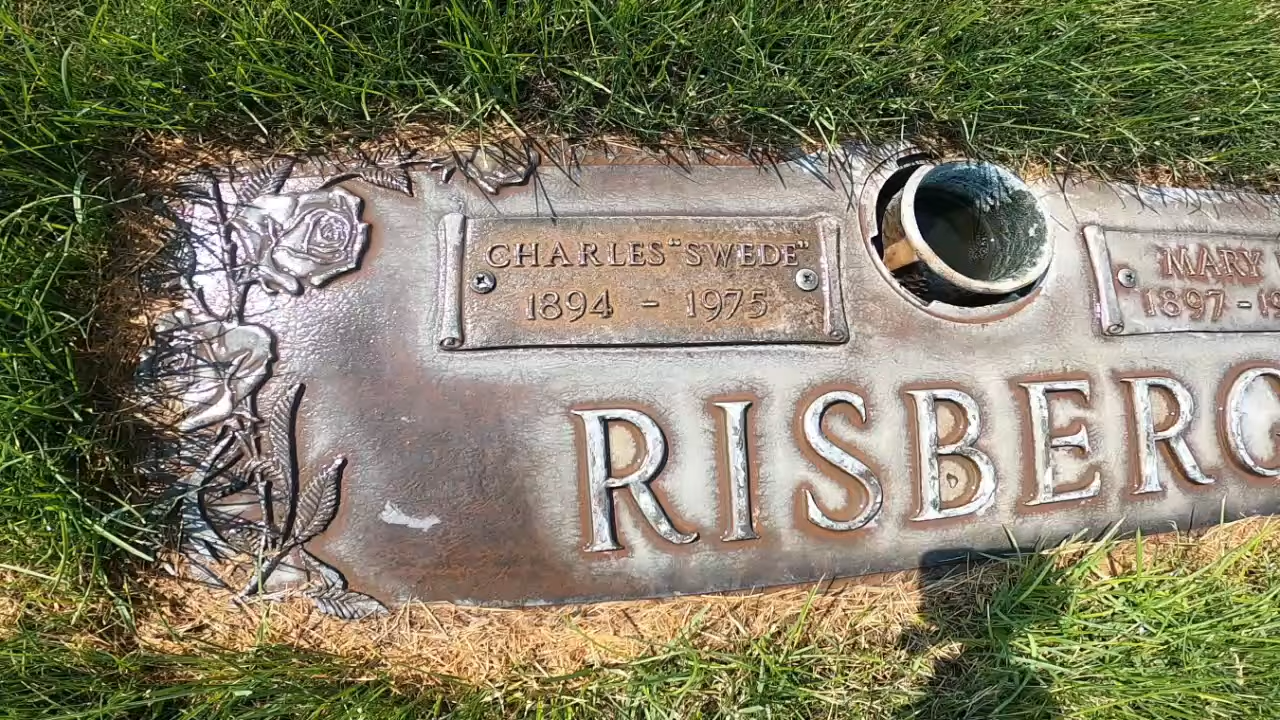 CHARLES "SWEDE"
1894 - 1975
MARY
1897 -
RISBERG